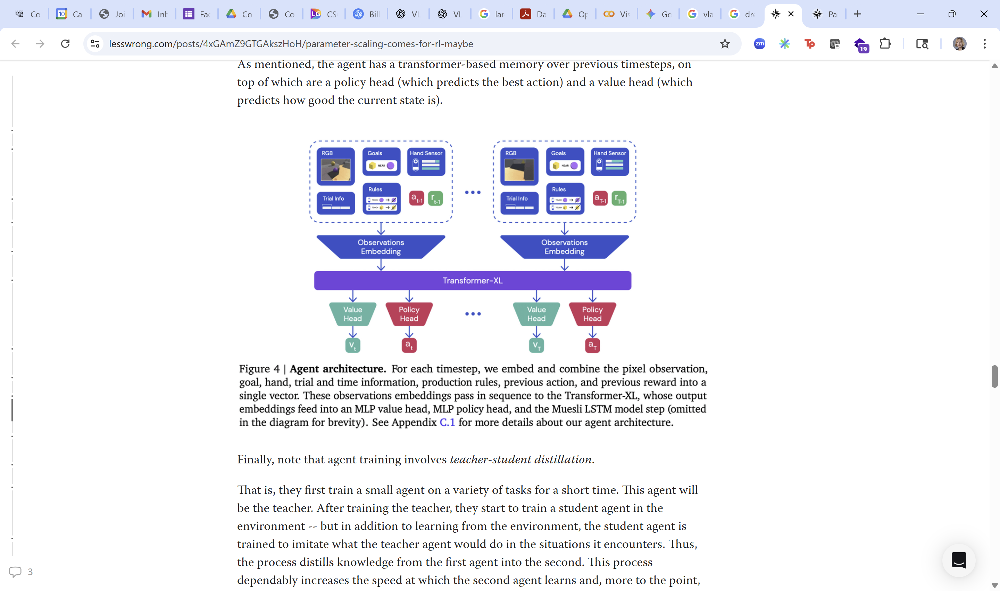 CAL STATE
EAST
BAY
Co
10
Ca
Joi
Inb
Fac
Co
Co
LG
CS
Bill
VL
VL
lar
Da
Op
Vis
Go
vla
dre
Pa
lesswrong.com/posts/4xGAmZ9GTGAkszHoH/parameter-scaling-comes-for-rl-maybe
zm
Tp
19
As mentioned, the agent has a transformer-based memory over previous timesteps, on
top of which are a policy head (which predicts the best action) and a value head (which
predicts how good the current state is).
RGB
Goals
Hand Sensor
NEAR
Trial Info
Rules
TOUCH
TOUCH
a t-1
r t-1
RGB
Goals
Hand Sensor
NEAR
Trial Info
Rules
TOUCH
TOUCH
a T-1
r T-1
Observations
Embedding
Observations
Embedding
Transformer-XL
Value
Head
Policy
Head
Value
Head
Policy
Head
v t
a t
v T
a T
Figure 4 | Agent architecture. For each timestep, we embed and combine the pixel observation,
goal, hand, trial and time information, production rules, previous action, and previous reward into a
single vector. These observations embeddings pass in sequence to the Transformer-XL, whose output
embeddings feed into an MLP value head, MLP policy head, and the Muesli LSTM model step (omitted
in the diagram for brevity). See Appendix C.1 for more details about our agent architecture.
Finally, note that agent training involves teacher-student distillation.
That is, they first train a small agent on a variety of tasks for a short time. This agent will
be the teacher. After training the teacher, they start to train a student agent in the
environment -- but in addition to learning from the environment, the student agent is
trained to imitate what the teacher agent would do in the situations it encounters. Thus,
the process distills knowledge from the first agent into the second. This process
dependably increases the speed at which the second agent learns and, more to the point,
3